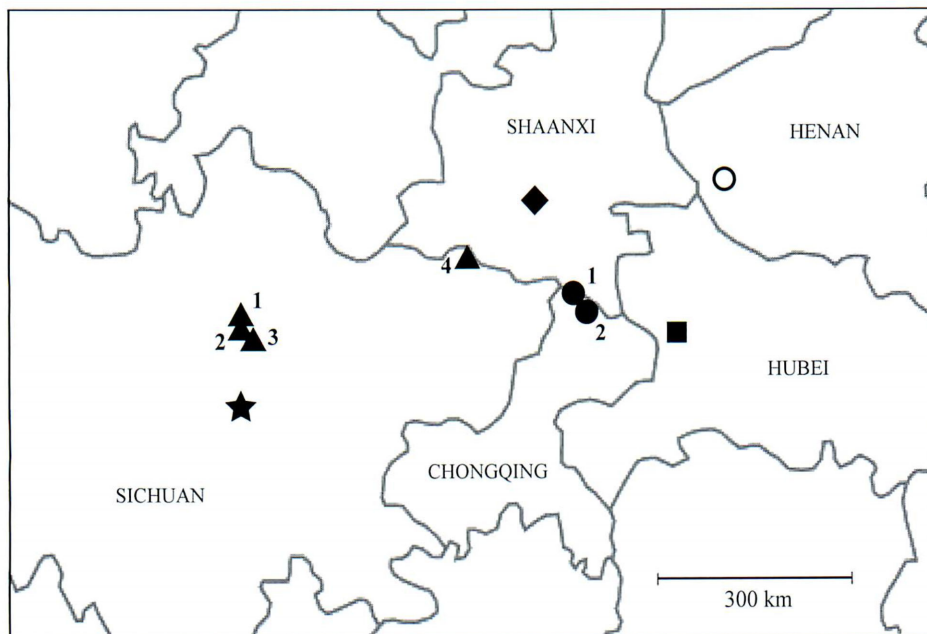 SHAANXI
HENAN
4
1
2
1
2
3
HUBEI
CHONGQING
SICHUAN
300 km